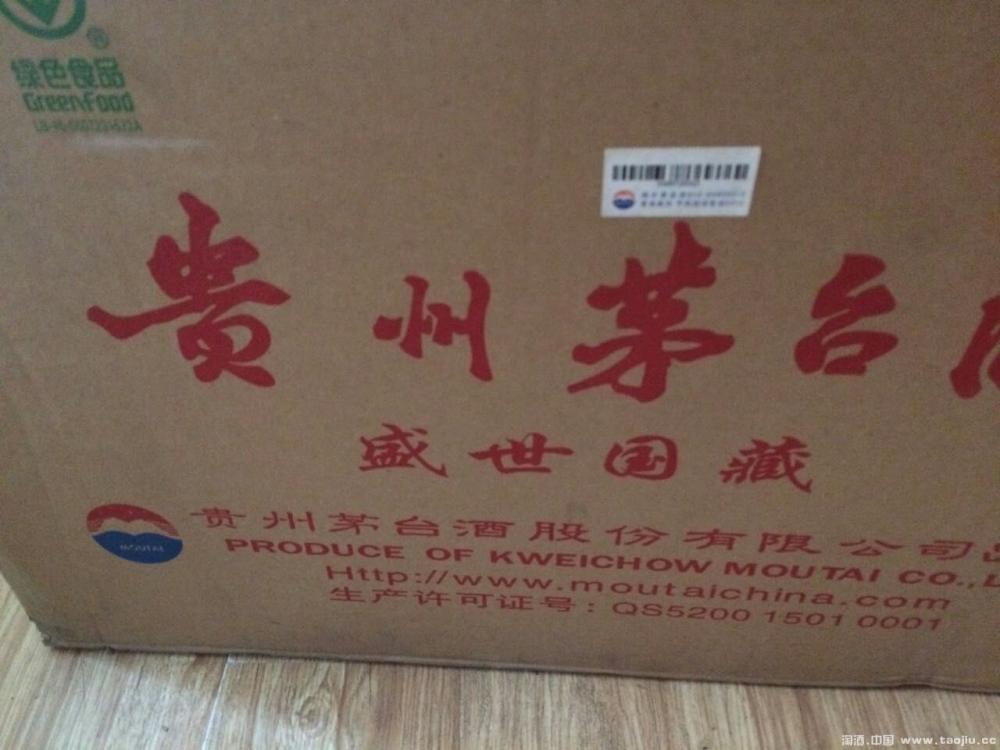 绿色食品
GreenFood
贵州茅台
盛世国藏
MOUTAI
贵州茅台酒股份有限公司
PRODUCE OF KWEICHOW MOUTAI CO.,L
Http://www.moutaichina.com
生产许可证号：QS5200 1501 0001
淘酒.中国 www.taojiu.cc